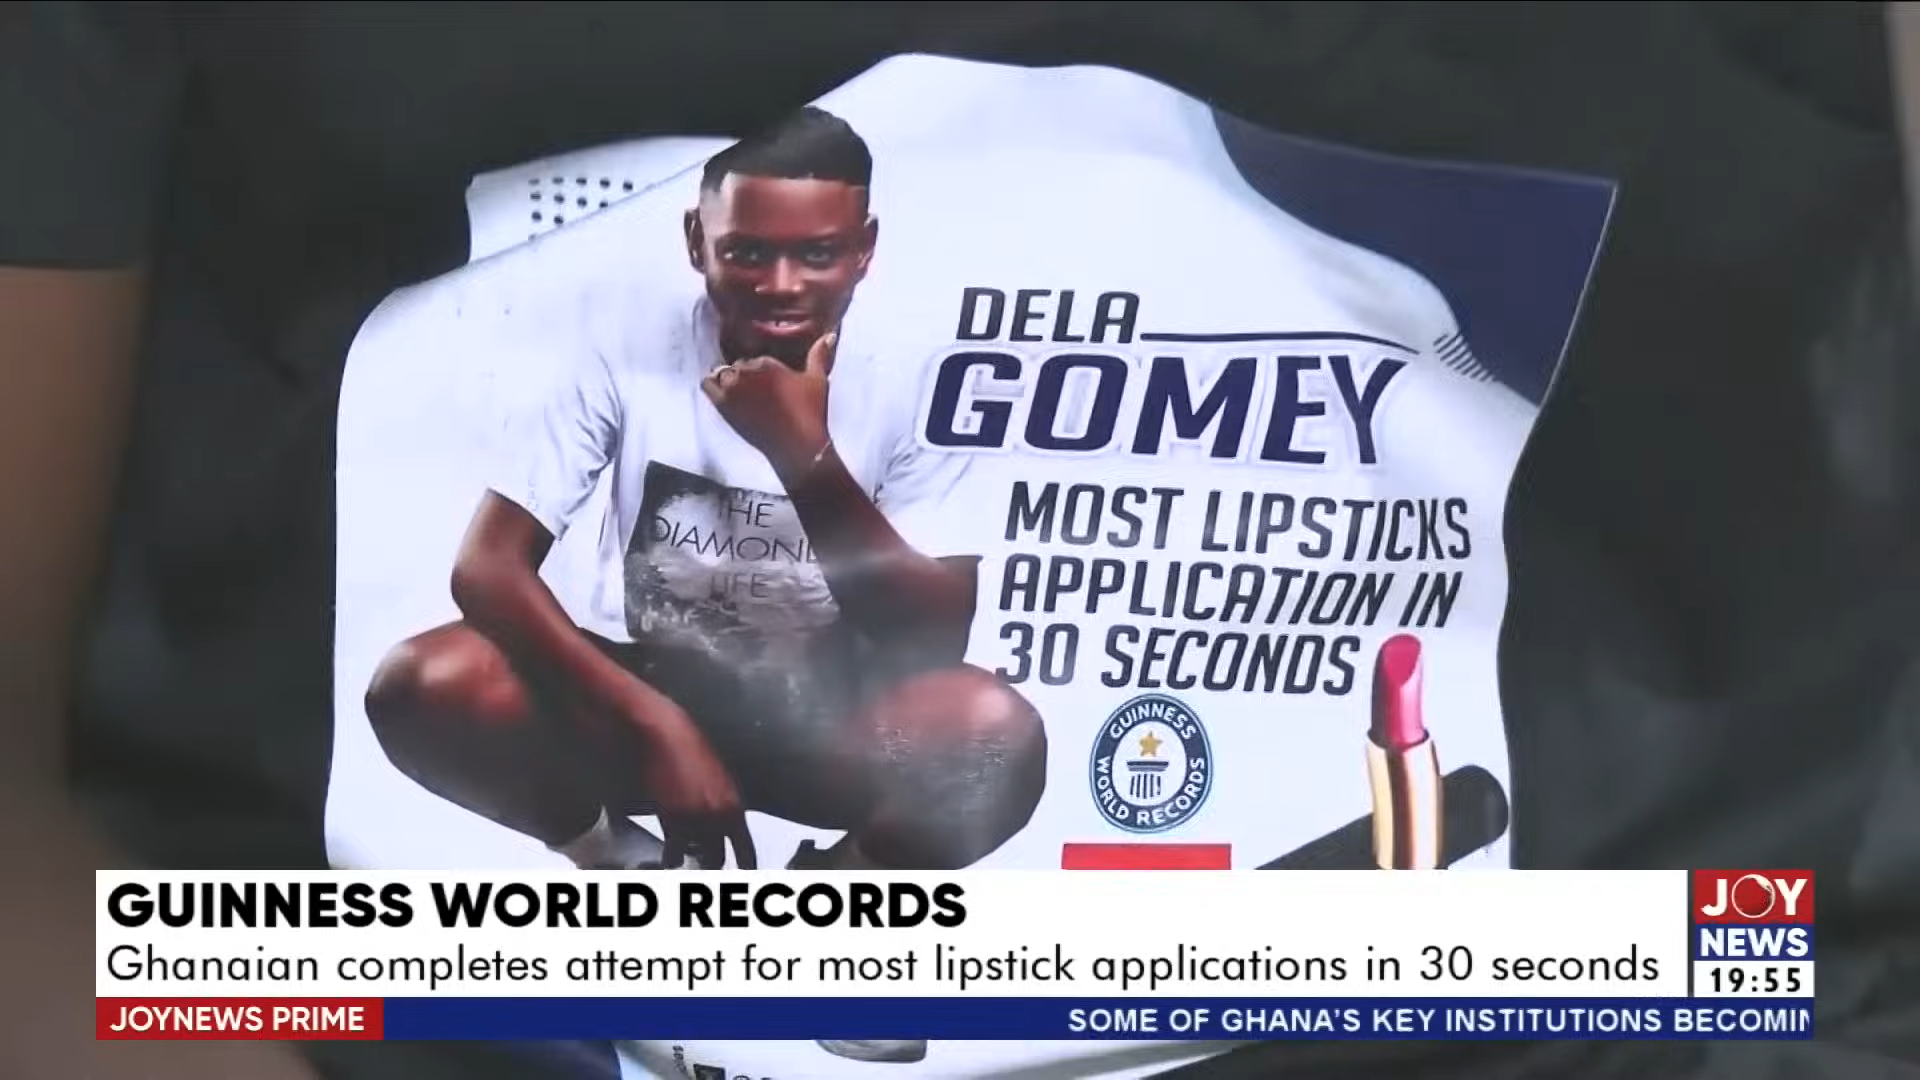 DELA
GOMEY
MOST LIPSTICKS
APPLICATION IN
30 SECONDS
THE
DIAMOND
LIFE
GUINNESS
WORLD RECORDS
GUINNESS WORLD RECORDS
Ghanaian completes attempt for most lipstick applications in 30 seconds
JOY
NEWS
19:55
JOYNEWS PRIME
SOME OF GHANA'S KEY INSTITUTIONS BECOMIN